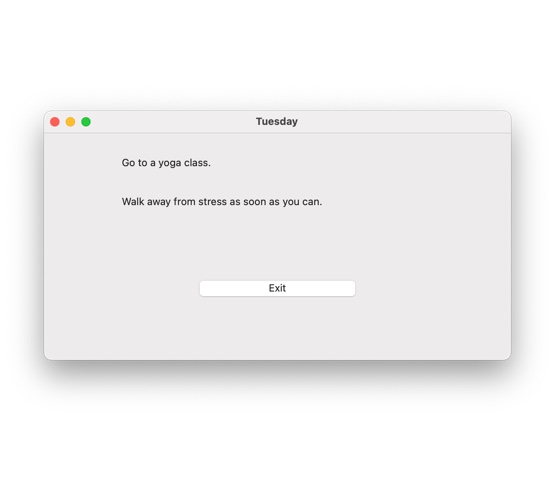 Tuesday
Go to a yoga class.
Walk away from stress as soon as you can.
Exit